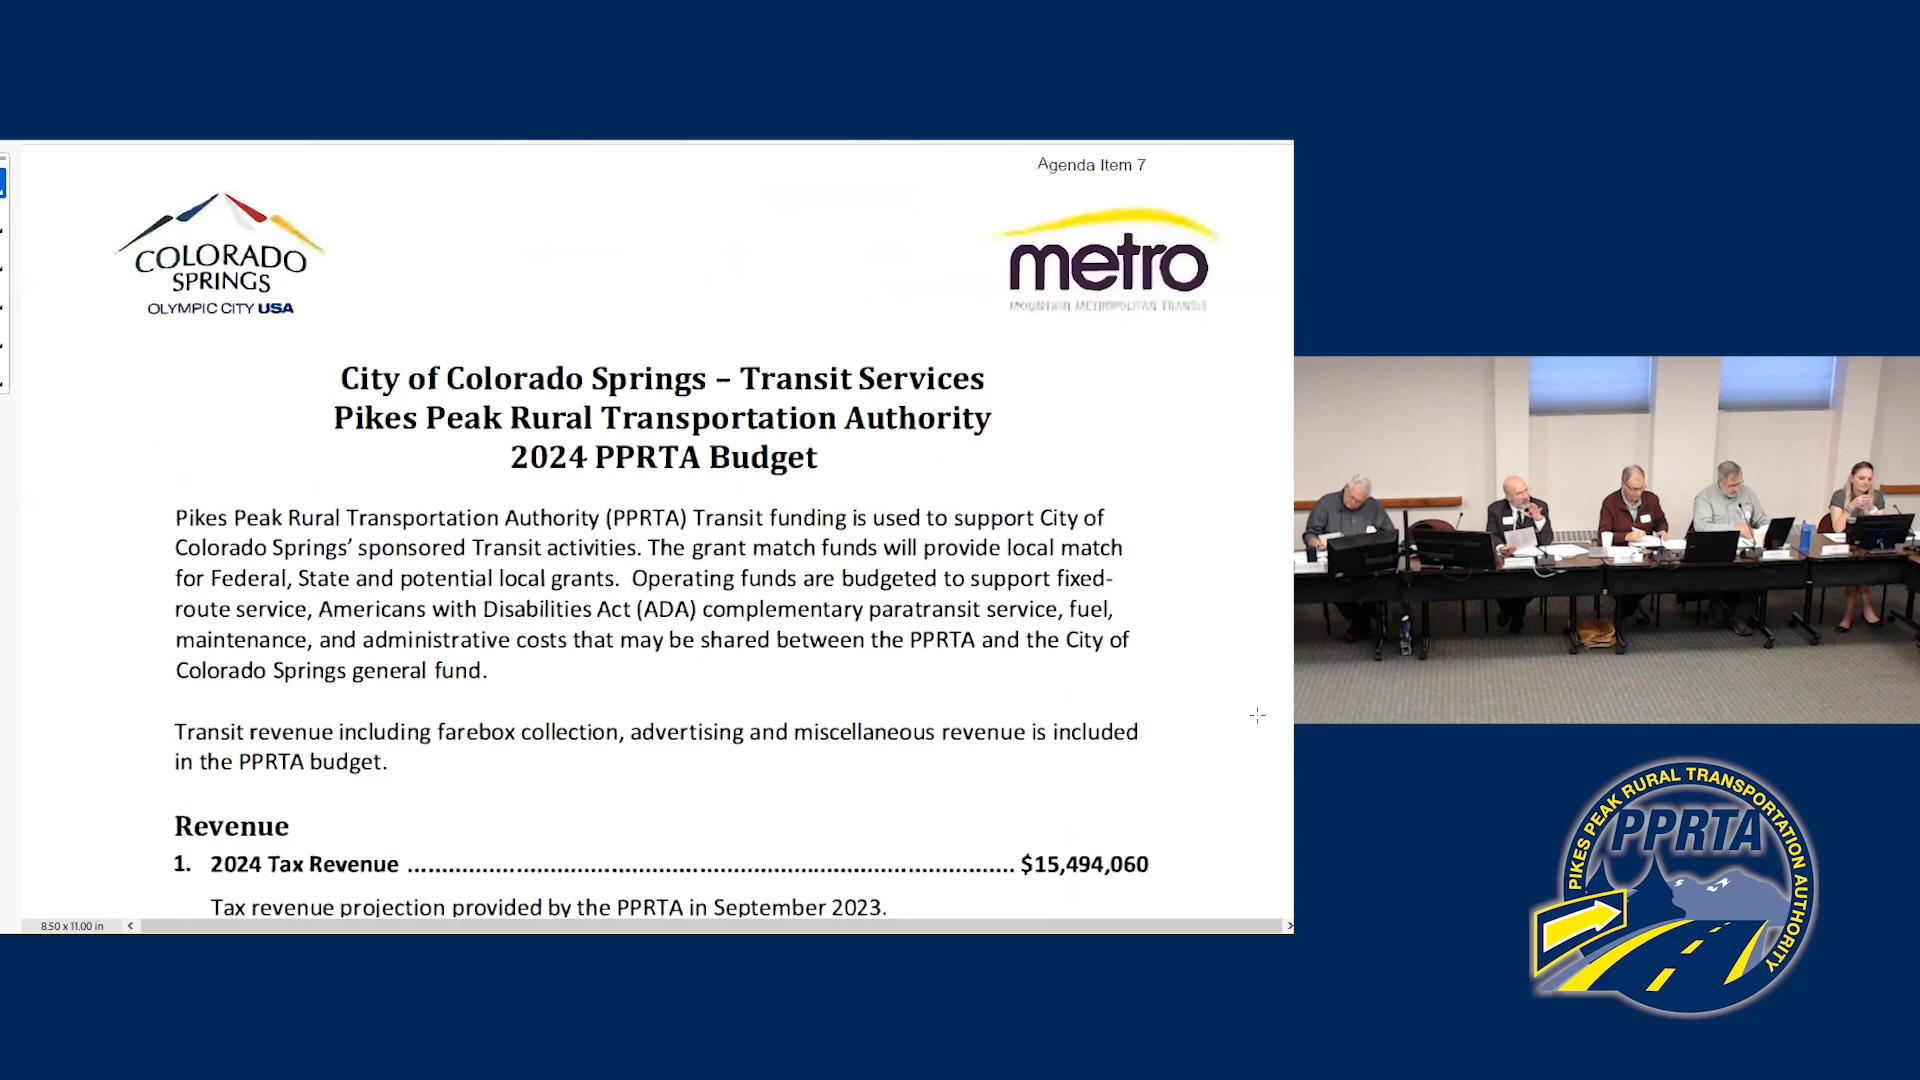 Agenda Item 7
COLORADO
SPRINGS
OLYMPIC CITY USA
metro
MOUNTAIN METROPOLITAN TRANSIT
City of Colorado Springs – Transit Services
Pikes Peak Rural Transportation Authority
2024 PPRTA Budget
Pikes Peak Rural Transportation Authority (PPRTA) Transit funding is used to support City of
Colorado Springs’ sponsored Transit activities. The grant match funds will provide local match
for Federal, State and potential local grants. Operating funds are budgeted to support fixed-
route service, Americans with Disabilities Act (ADA) complementary paratransit service, fuel,
maintenance, and administrative costs that may be shared between the PPRTA and the City of
Colorado Springs general fund.
Transit revenue including farebox collection, advertising and miscellaneous revenue is included
in the PPRTA budget.
Revenue
1. 2024 Tax Revenue ........................................................................................ $15,494,060
Tax revenue projection provided by the PPRTA in September 2023.
8.50 x 11.00 in
PIKES PEAK RURAL TRANSPORTATION AUTHORITY
PPRTA